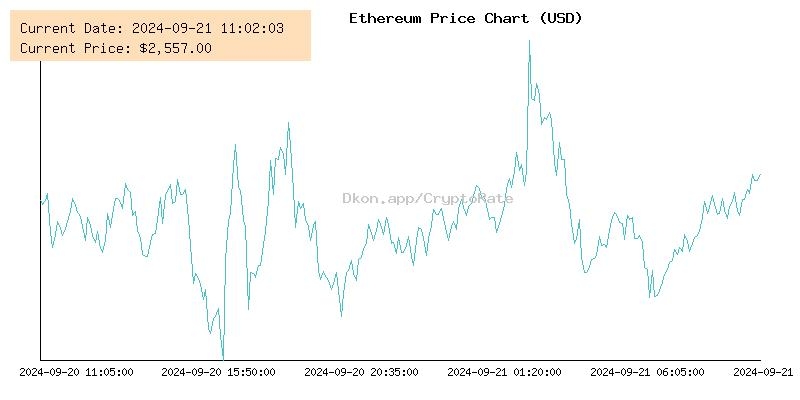 Ethereum Price Chart (USD)
Current Date: 2024-09-21 11:02:03
Current Price: $2,557.00
Dkon.app/CryptoRate
2024-09-20 11:05:00 2024-09-20 15:50:00 2024-09-20 20:35:00 2024-09-21 01:20:00 2024-09-21 06:05:00 2024-09-21